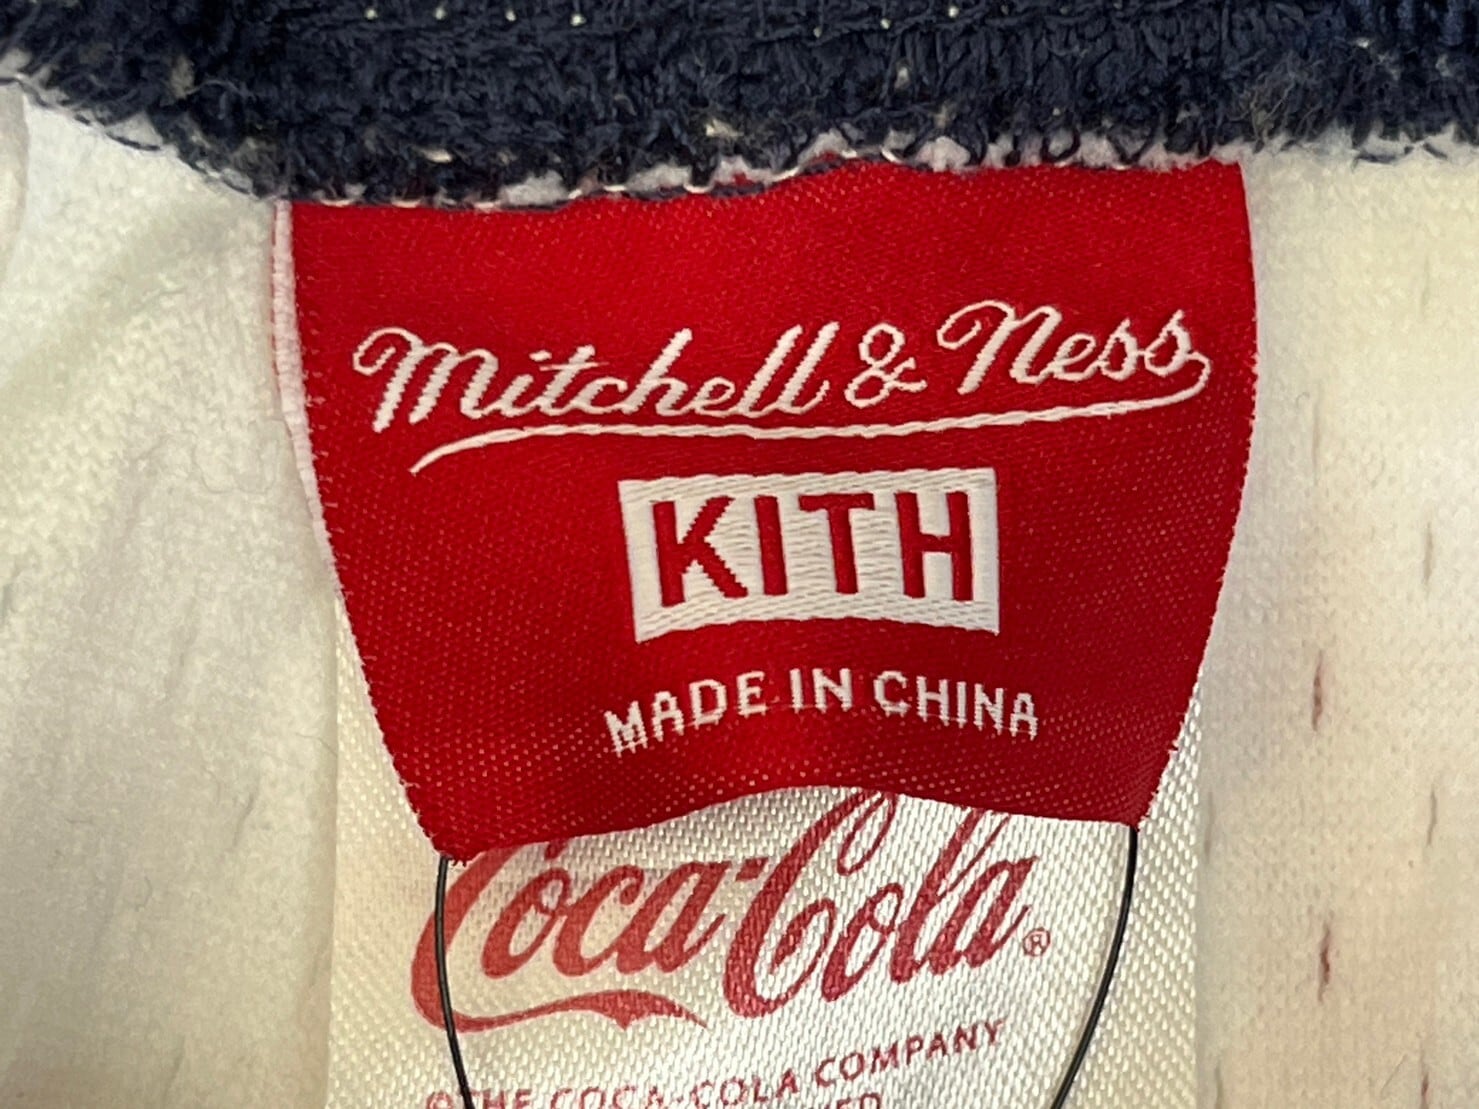 Mitchell & Ness
KITH
MADE IN CHINA
Coca-Cola®
© THE COCA-COLA COMPANY